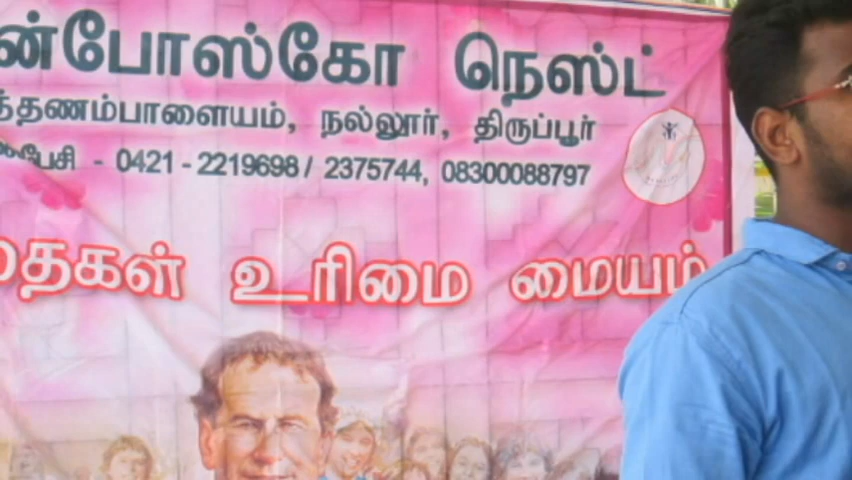 ன்போஸ்கோ நெஸ்ட்
த்தணம்பாளையம், நல்லூர், திருப்பூர்
பேசி - 0421 - 2219698 / 2375744, 08300088797
தைகள் உரிமை மையம்